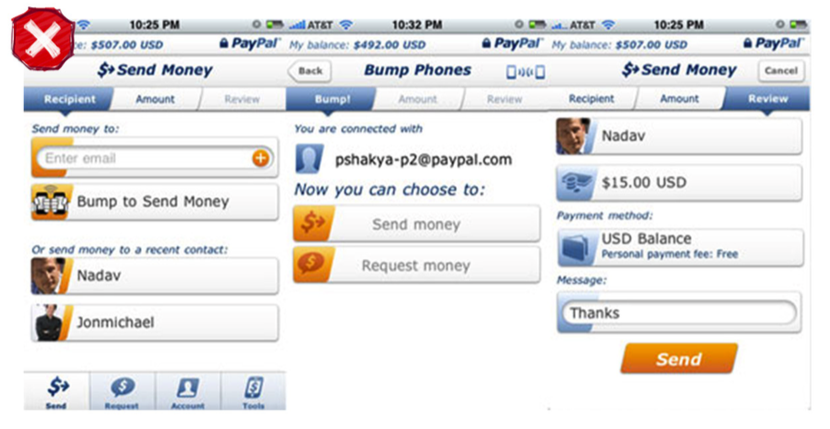 10:25 PM
ce: $507.00 USD PayPal
$ Send Money
Recipient Amount Review
Send money to:
Enter email
Bump to Send Money
Or send money to a recent contact:
Nadav
Jonmichael
Send Request Account Tools
AT&T 10:32 PM
My balance: $492.00 USD PayPal
Back Bump Phones
Bump! Amount Review
You are connected with
pshakya-p2@paypal.com
Now you can choose to:
Send money
Request money
AT&T 10:25 PM
My balance: $507.00 USD PayPal
$ Send Money Cancel
Recipient Amount Review
Nadav
$15.00 USD
Payment method:
USD Balance
Personal payment fee: Free
Message:
Thanks
Send